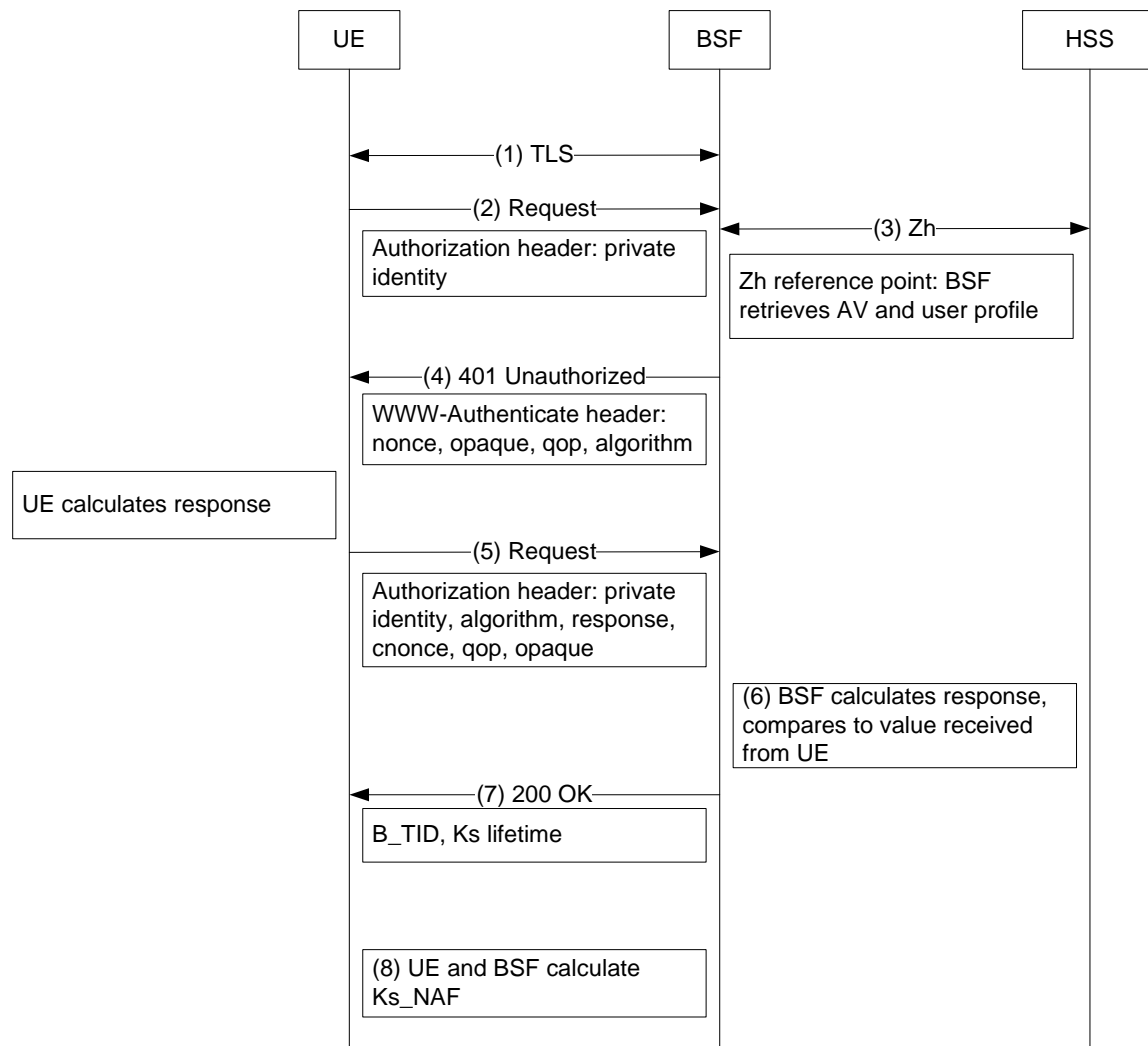 UE
BSF
HSS
(1) TLS
(2) Request
(3) Zh
Authorization header: private
identity
Zh reference point: BSF
retrieves AV and user profile
(4) 401 Unauthorized
WWW-Authenticate header:
nonce, opaque, qop, algorithm
UE calculates response
(5) Request
Authorization header: private
identity, algorithm, response,
cnonce, qop, opaque
(6) BSF calculates response,
compares to value received
from UE
(7) 200 OK
B_TID, Ks lifetime
(8) UE and BSF calculate
Ks_NAF